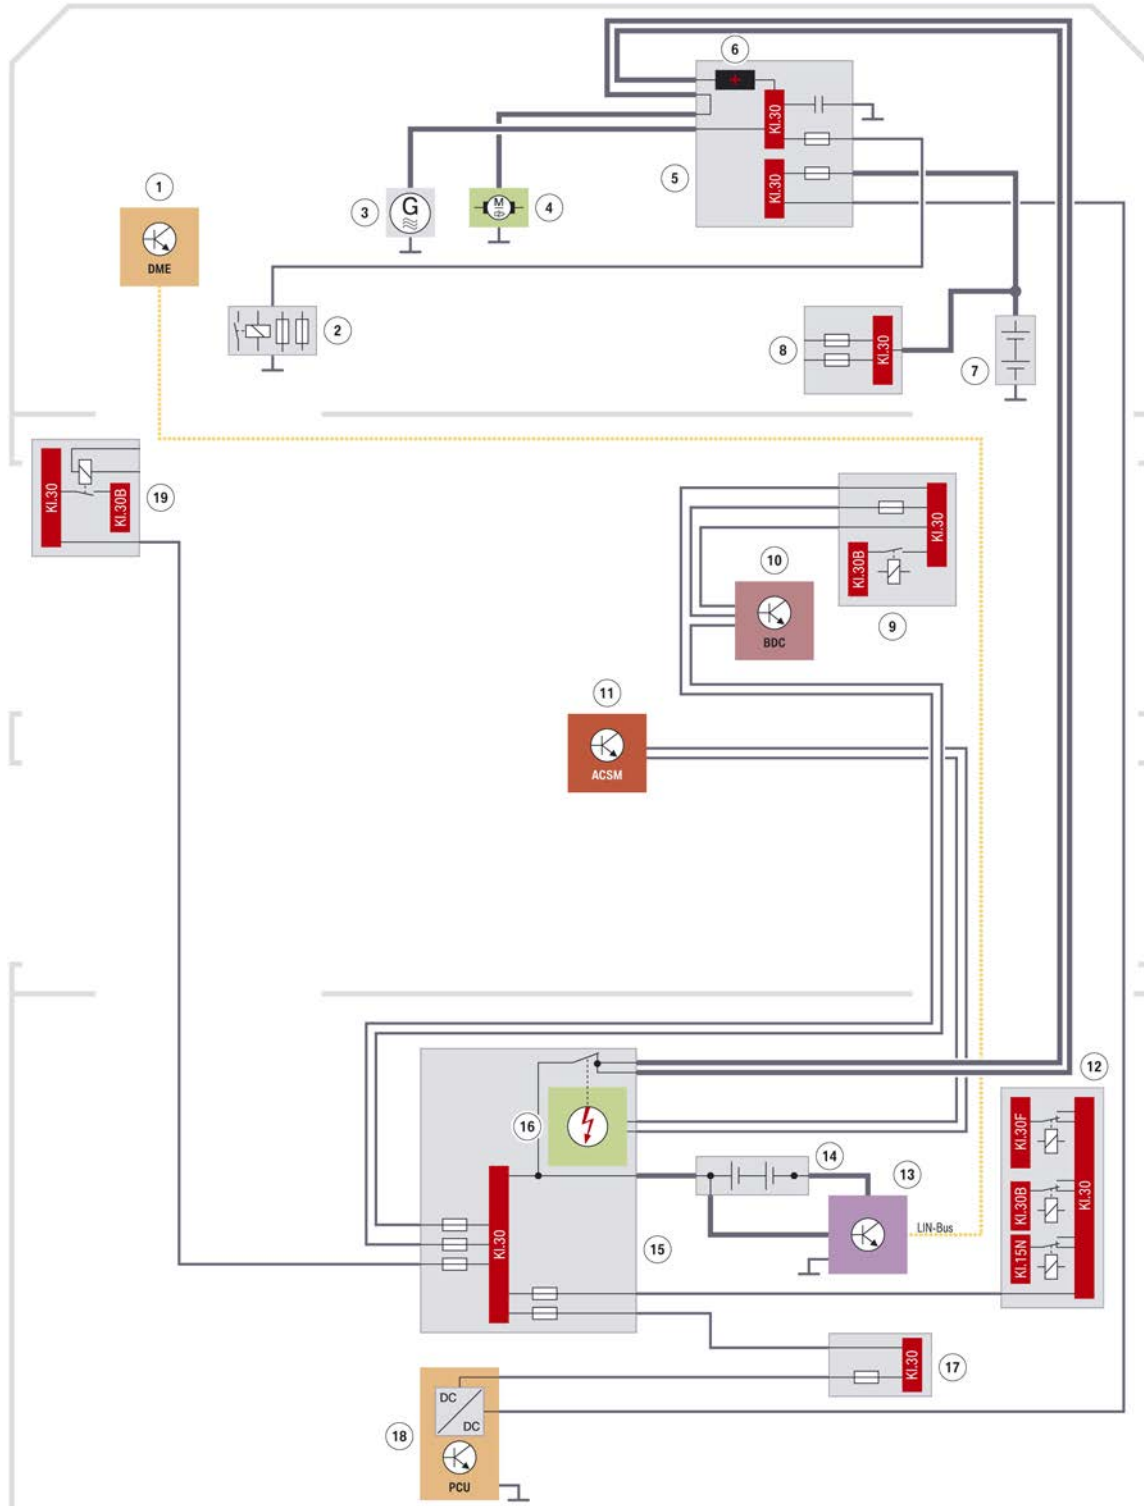 6
Kl.30
1
5
3
G
4
M
Kl.30
DME
2
8
Kl.30
7
Kl.30
Kl.30B
19
Kl.30
Kl.30B
10
9
BDC
11
ACSM
12
16
Kl.30F
14
13
Kl.30
Kl.30B
LIN-Bus
Kl.30
15
Kl.15N
17
Kl.30
DC
DC
18
PCU